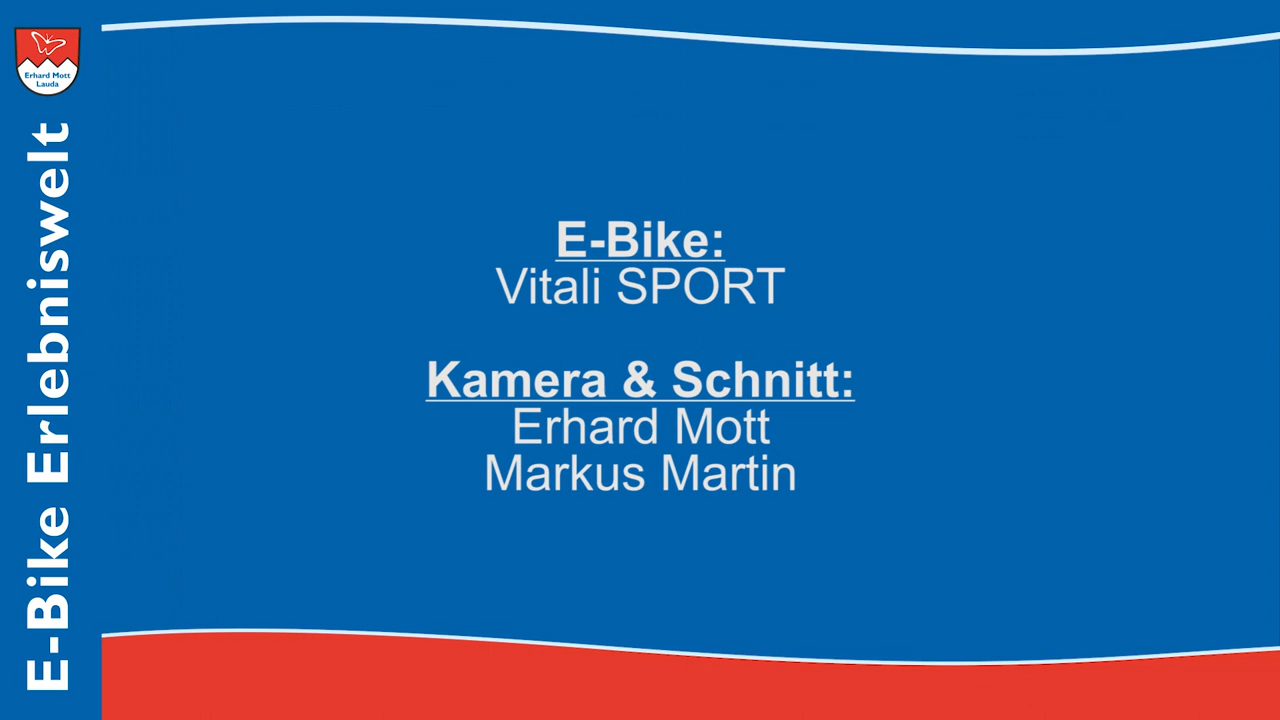 Erhard Mott
Lauda
E-Bike Erlebniswelt
E-Bike:
Vitali SPORT
Kamera & Schnitt:
Erhard Mott
Markus Martin